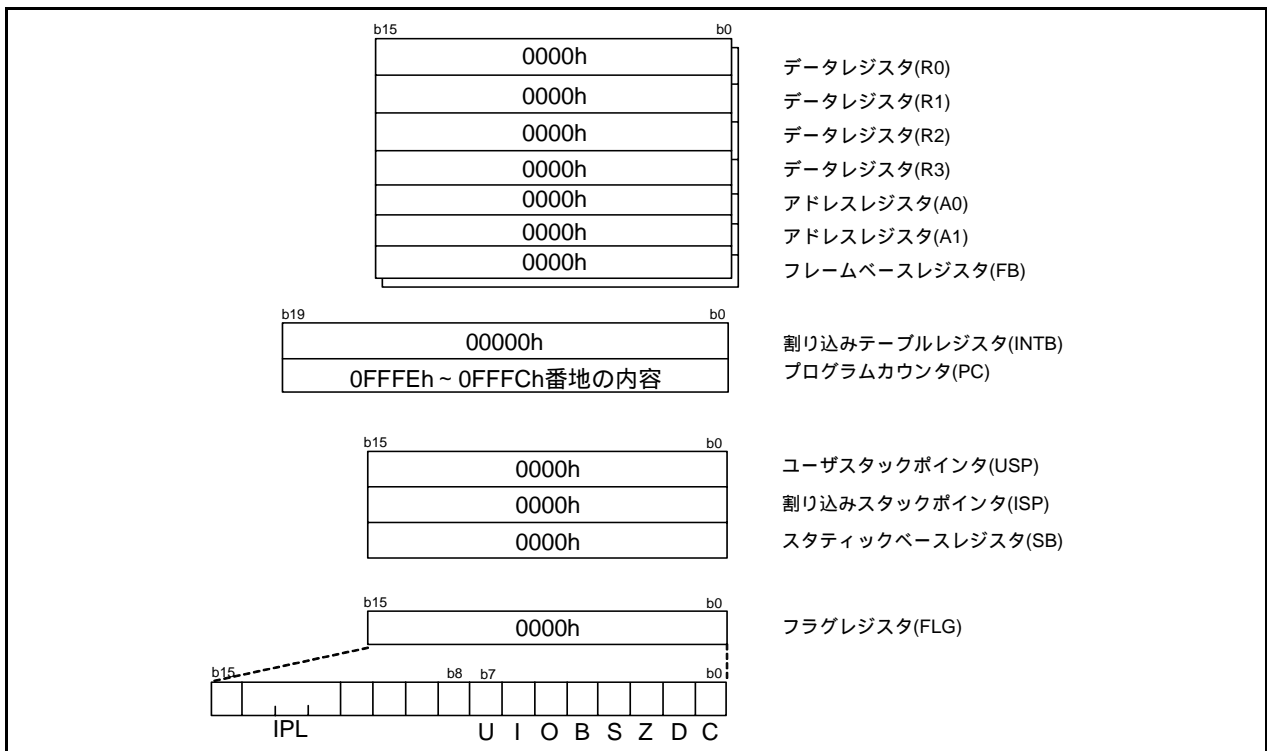 b15 b0
0000h データレジスタ(R0)
0000h データレジスタ(R1)
0000h データレジスタ(R2)
0000h データレジスタ(R3)
0000h アドレスレジスタ(A0)
0000h アドレスレジスタ(A1)
0000h フレームベースレジスタ(FB)
b19 b0
00000h 割り込みテーブルレジスタ(INTB)
0FFFEh ~ 0FFFCh番地の内容 プログラムカウンタ(PC)
b15 b0
0000h ユーザスタックポインタ(USP)
0000h 割り込みスタックポインタ(ISP)
0000h スタティックベースレジスタ(SB)
b15 b0
0000h フラグレジスタ(FLG)
b15 b8 b7 b0
IPL U I O B S Z D C